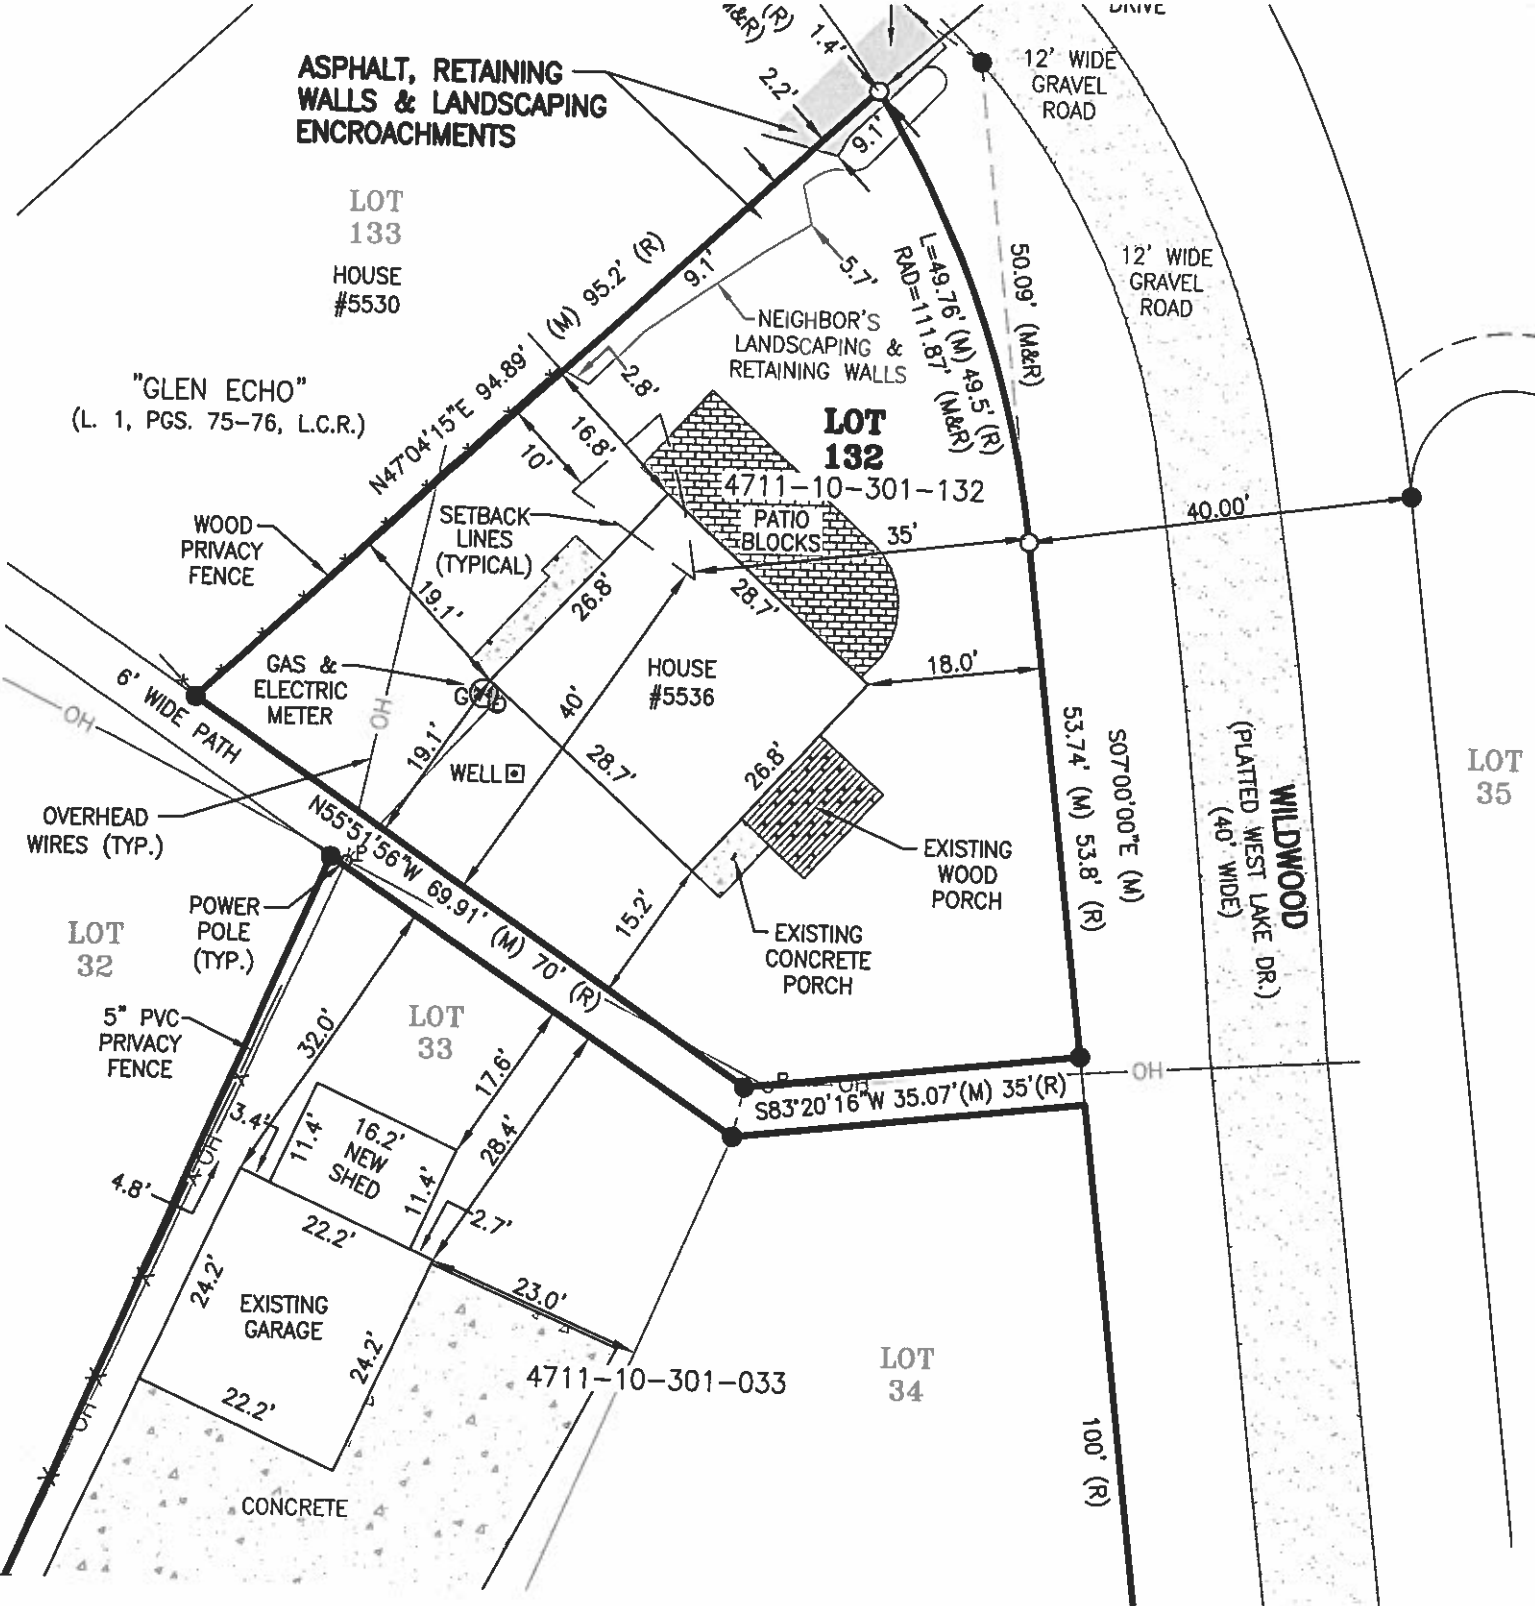 DRIVE
(R)
M&R)
1.4'
2.2'
9.1'
12' WIDE
GRAVEL
ROAD
ASPHALT, RETAINING
WALLS & LANDSCAPING
ENCROACHMENTS
LOT
133
HOUSE
#5530
"GLEN ECHO"
(L. 1, PGS. 75-76, L.C.R.)
N47°04'15"E 94.89' (M) 95.2' (R)
9.1'
5.7'
NEIGHBOR'S
LANDSCAPING &
RETAINING WALLS
L=49.76' (M) 49.5' (R)
RAD=111.87' (M&R)
50.09' (M&R)
12' WIDE
GRAVEL
ROAD
2.8'
16.8'
10'
LOT
132
4711-10-301-132
PATIO
BLOCKS
35'
40.00'
WOOD
PRIVACY
FENCE
SETBACK
LINES
(TYPICAL)
19.1'
26.8'
28.7'
HOUSE
#5536
18.0'
GAS &
ELECTRIC
METER
G
OH
OH
6' WIDE PATH
19.1'
40'
WELL
28.7'
26.8'
OVERHEAD
WIRES (TYP.)
N55°51'56"W 69.91' (M) 70' (R)
EXISTING
WOOD
PORCH
EXISTING
CONCRETE
PORCH
15.2'
53.74' (M) 53.8' (R)
S07°00'00"E (M)
WILDWOOD
(PLATTED WEST LAKE DR.)
(40' WIDE)
LOT
35
POWER
POLE
(TYP.)
LOT
32
5" PVC
PRIVACY
FENCE
32.0'
LOT
33
17.6'
28.4'
OH
OH
S83°20'16"W 35.07'(M) 35'(R)
3.4'
11.4'
16.2'
NEW
SHED
11.4'
OH
4.8'
2.7'
22.2'
24.2'
EXISTING
GARAGE
24.2'
23.0'
22.2'
4711-10-301-033
LOT
34
OH
CONCRETE
100' (R)